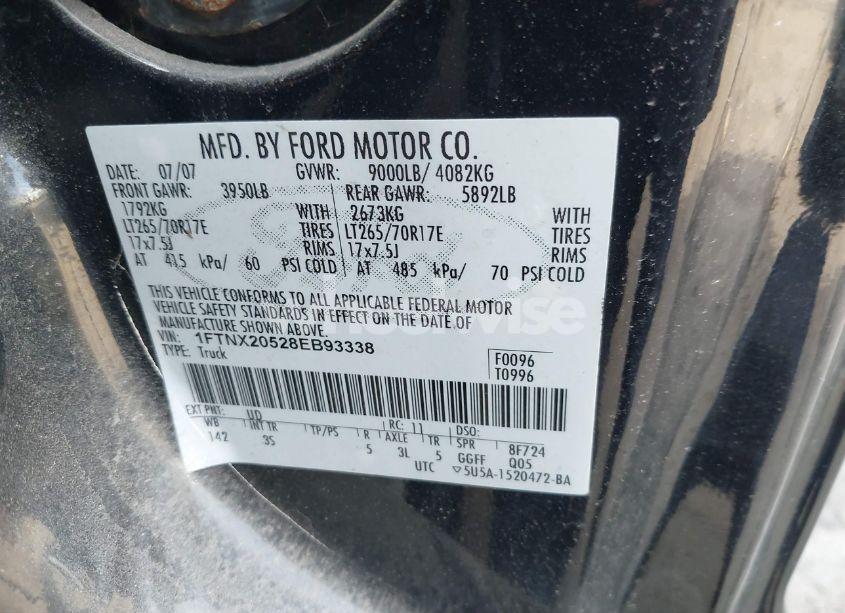 MFD. BY FORD MOTOR CO.
DATE: 07/07 GVWR: 9000LB/ 4082KG
FRONT GAWR: 3950LB REAR GAWR: 5892LB
1792KG WITH 2673KG WITH
LT265/70R17E TIRES LT265/70R17E TIRES
17x7.5J RIMS 17x7.5J RIMS
AT 415 kPa/ 60 PSI COLD AT 485 kPa/ 70 PSI COLD
THIS VEHICLE CONFORMS TO ALL APPLICABLE FEDERAL MOTOR
VEHICLE SAFETY STANDARDS IN EFFECT ON THE DATE OF
MANUFACTURE SHOWN ABOVE.
VIN: 1FTNX20528EB93338
TYPE: Truck
F0096
T0996
EXT PNT: UD RC: 11 DSO:
WB INT TR TP/PS R AXLE TR SPR 8F724
142 3S 5 3L 5 GGFF Q05
UTC ▽5U5A-1520472-BA